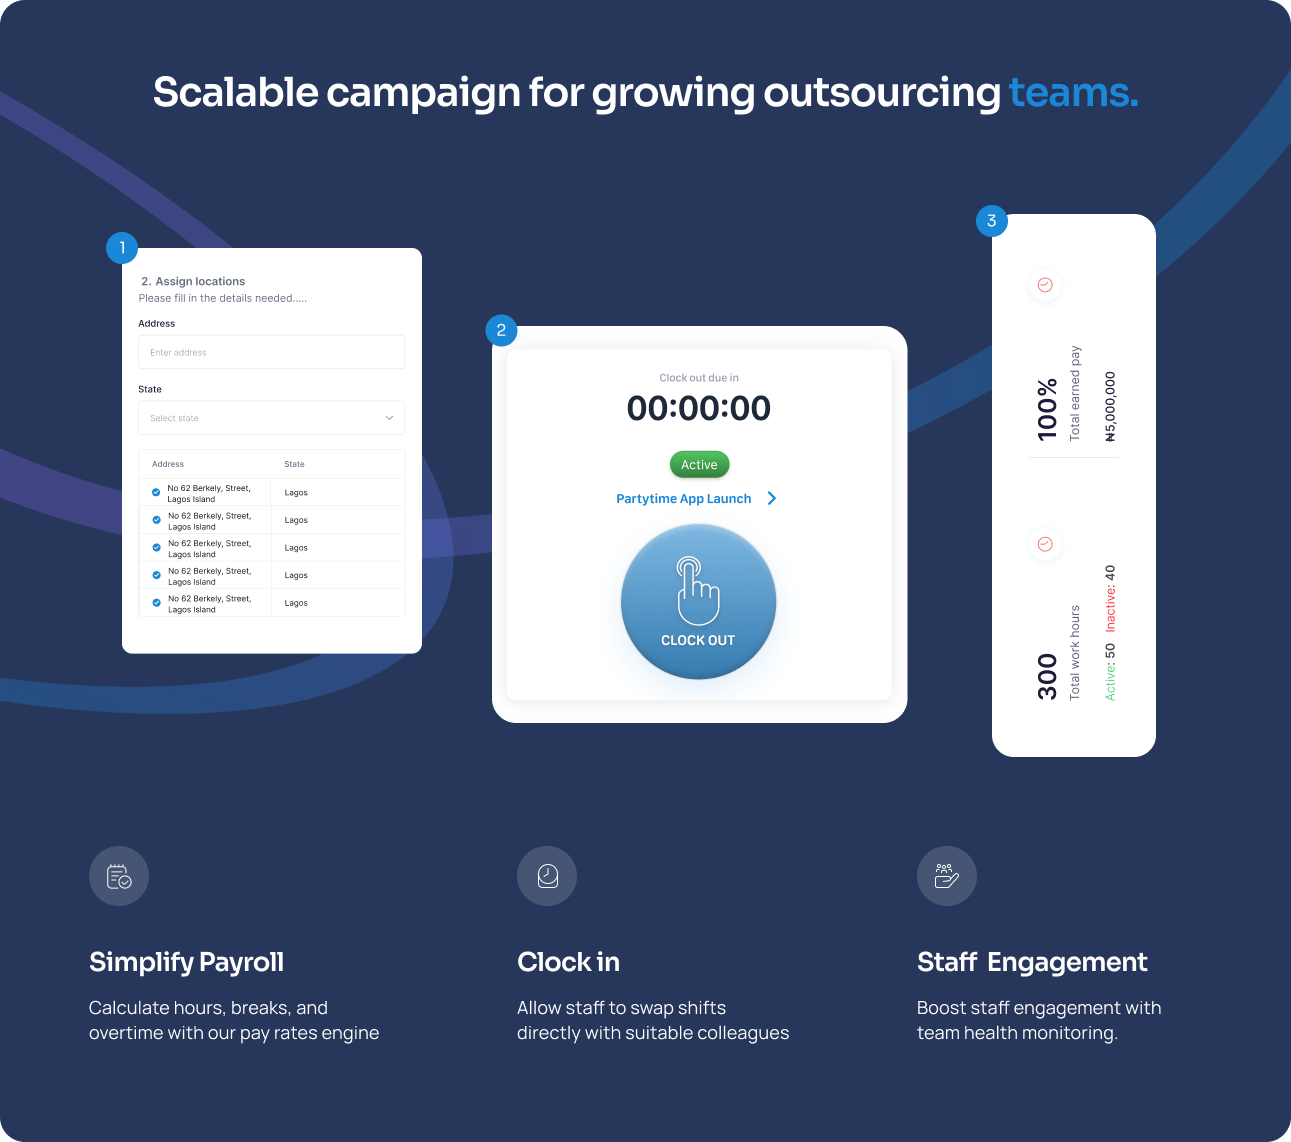 Scalable campaign for growing outsourcing teams.
1
2. Assign locations
Please fill in the details needed.....
Address
Enter address
State
Select state
Address State
No 62 Berkely, Street,
Lagos Island
Lagos
No 62 Berkely, Street,
Lagos Island
Lagos
No 62 Berkely, Street,
Lagos Island
Lagos
No 62 Berkely, Street,
Lagos Island
Lagos
No 62 Berkely, Street,
Lagos Island
Lagos
2
Clock out due in
00:00:00
Active
Partytime App Launch
CLOCK OUT
3
100%
Total earned pay
₦5,000,000
300
Total work hours
Active: 50 Inactive: 40
Simplify Payroll
Calculate hours, breaks, and
overtime with our pay rates engine
Clock in
Allow staff to swap shifts
directly with suitable colleagues
Staff Engagement
Boost staff engagement with
team health monitoring.